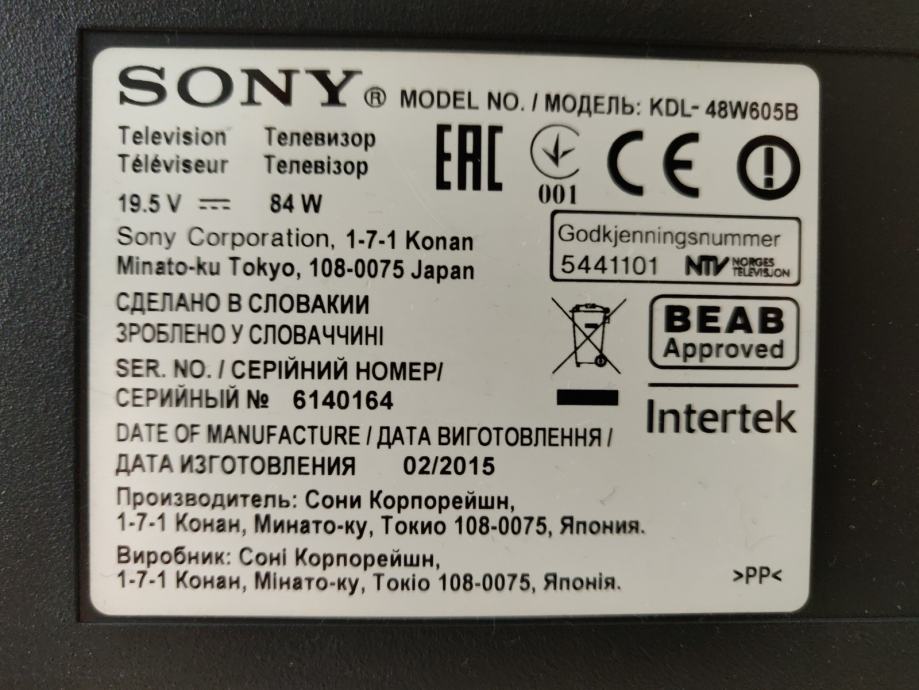 SONY® MODEL NO. / МОДЕЛЬ: KDL- 48W605B
Television Телевизор
Téléviseur Телевізор
19.5 V 84 W
EAC
001
CE
Sony Corporation, 1-7-1 Konan
Minato-ku Tokyo, 108-0075 Japan
Godkjenningsnummer
5441101 NTV NORGES
TELEVISJON
СДЕЛАНО В СЛОВАКИИ
ЗРОБЛЕНО У СЛОВАЧЧИНІ
BEAB
Approved
SER. NO. / СЕРІЙНИЙ НОМЕР/
СЕРИЙНЫЙ № 6140164
Intertek
DATE OF MANUFACTURE / ДАТА ВИГОТОВЛЕННЯ /
ДАТА ИЗГОТОВЛЕНИЯ 02/2015
Производитель: Сони Корпорейшн,
1-7-1 Конан, Минато-ку, Токио 108-0075, Япония.
Виробник: Соні Корпорейшн,
1-7-1 Конан, Мінато-ку, Токіо 108-0075, Японія.
>PP<